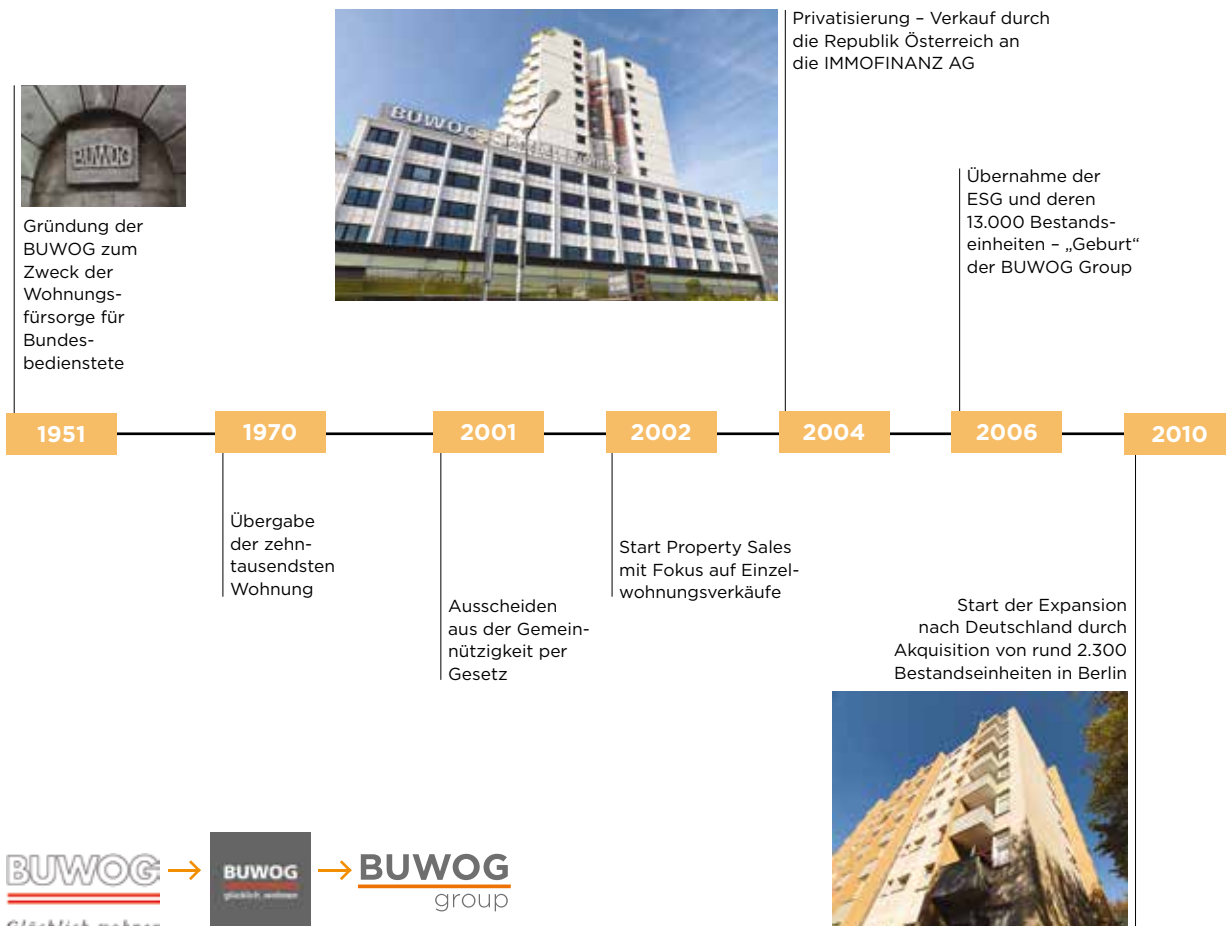 Privatisierung – Verkauf durch
die Republik Österreich an
die IMMOFINANZ AG
BUWOG
BUWOG
Gründung der
BUWOG zum
Zweck der
Wohnungs-
fürsorge für
Bundes-
bedienstete
Übernahme der
ESG und deren
13.000 Bestands-
einheiten – „Geburt“
der BUWOG Group
1951
1970
2001
2002
2004
2006
2010
Übergabe
der zehn-
tausendsten
Wohnung
Ausscheiden
aus der Gemein-
nützigkeit per
Gesetz
Start Property Sales
mit Fokus auf Einzel-
wohnungsverkäufe
Start der Expansion
nach Deutschland durch
Akquisition von rund 2.300
Bestandseinheiten in Berlin
BUWOG
Glücklich wohnen
BUWOG
glücklich wohnen
BUWOG
group